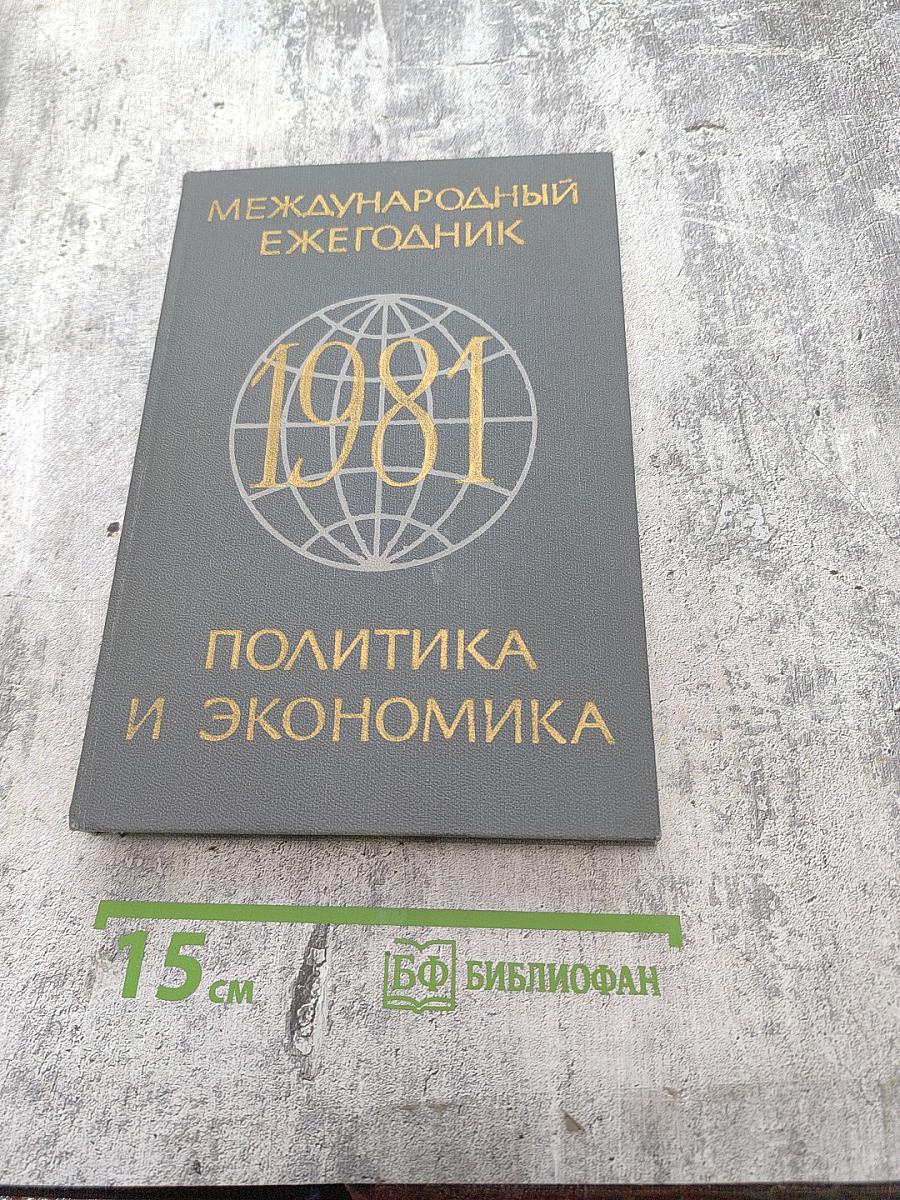 МЕЖДУНАРОДНЫЙ
ЕЖЕГОДНИК
1981
ПОЛИТИКА
И ЭКОНОМИКА
15 см
БФ БИБЛИОФАН